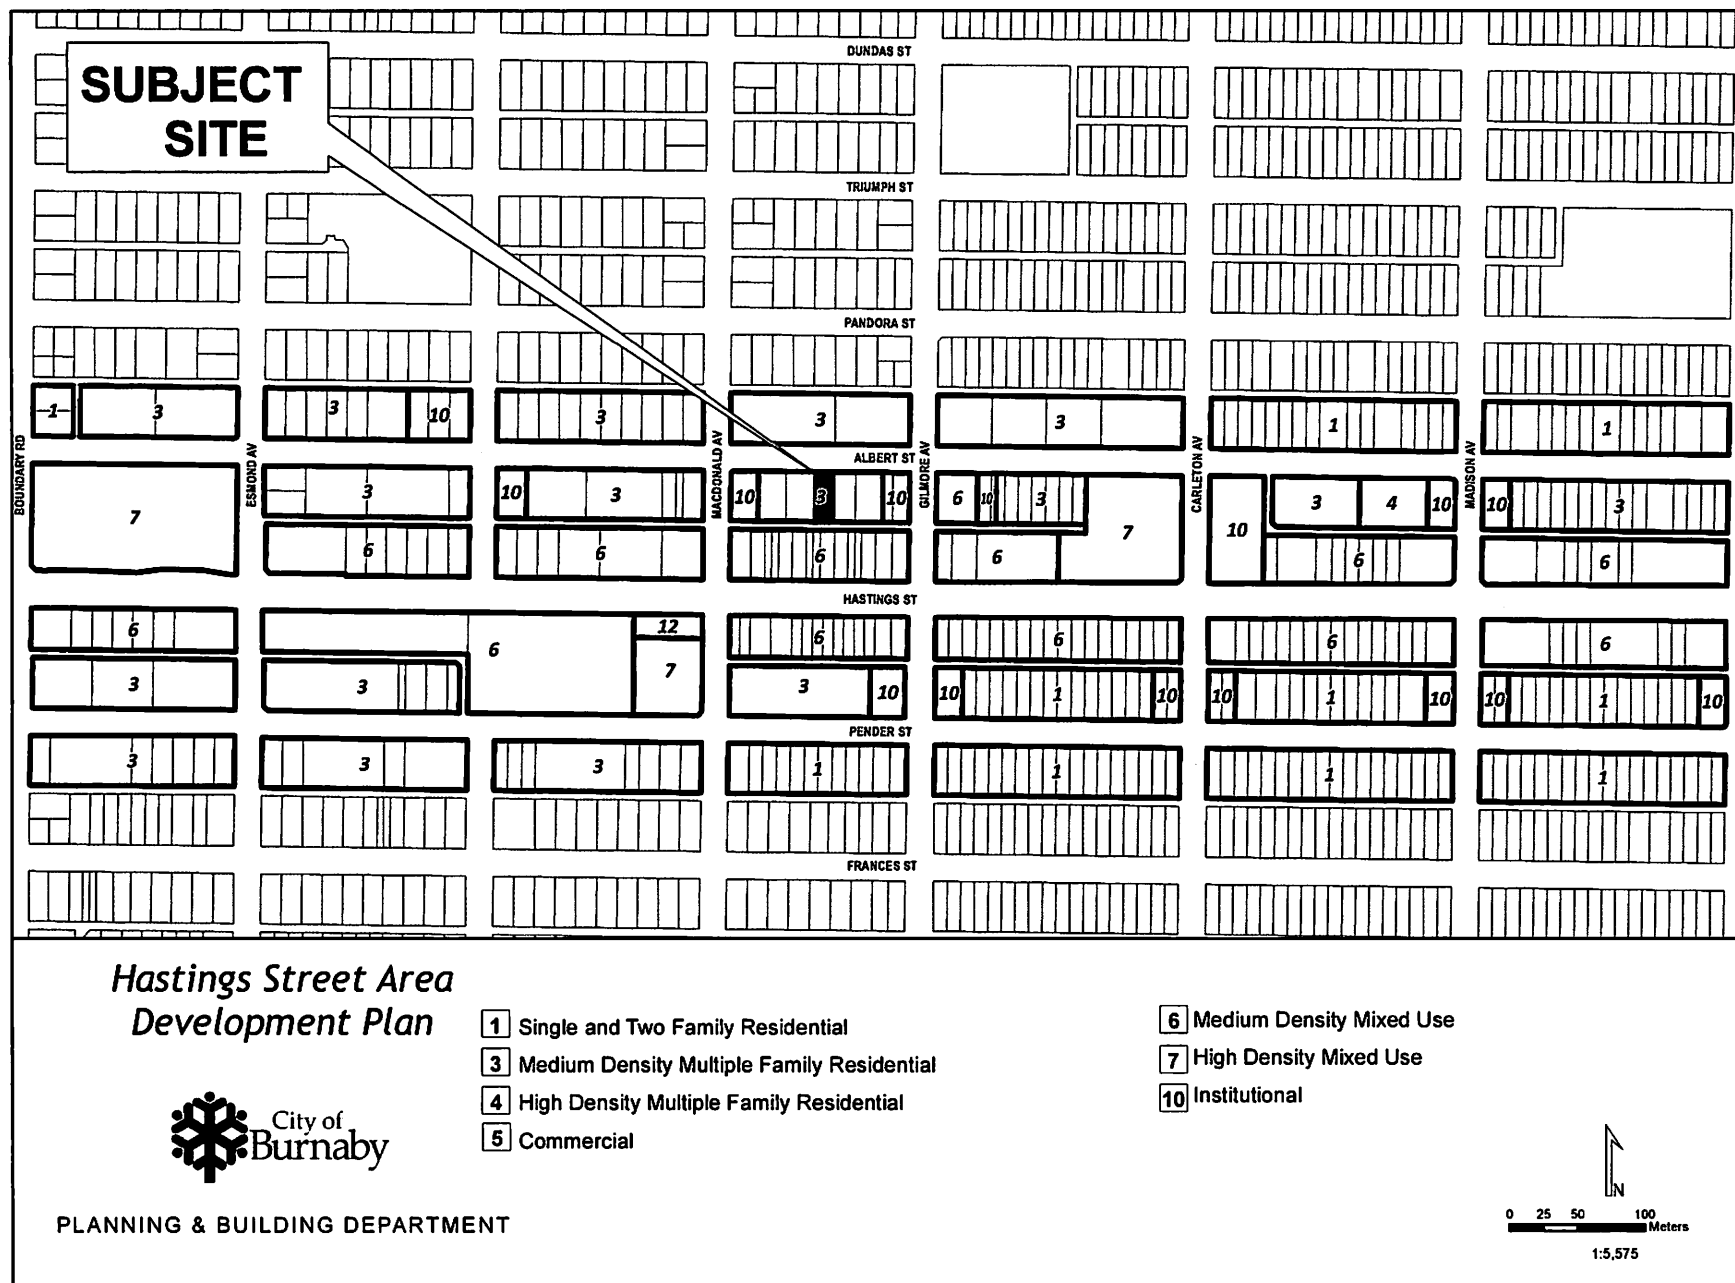 DUNDAS ST
SUBJECT
SITE
TRIUMPH ST
PANDORA ST
1 3 3 10 3 3 3 1 1
BOUNDARY RD
ESMOND AV
MACDONALD AV
ALBERT ST
GILMORE AV
CARLETON AV
MADISON AV
7 3 10 3 10 3 10 6 10 3 7 10 3 4 10 10 3
6 6 6 6 6 6
HASTINGS ST
6 6 12 6 6 6 6
3 3 7 3 10 10 1 10 10 1 10 10 1 10
PENDER ST
3 3 3 1 1 1 1
FRANCES ST
Hastings Street Area
Development Plan
City of
Burnaby
PLANNING & BUILDING DEPARTMENT
1 Single and Two Family Residential
3 Medium Density Multiple Family Residential
4 High Density Multiple Family Residential
5 Commercial
6 Medium Density Mixed Use
7 High Density Mixed Use
10 Institutional
N
0 25 50 100
Meters
1:5,575